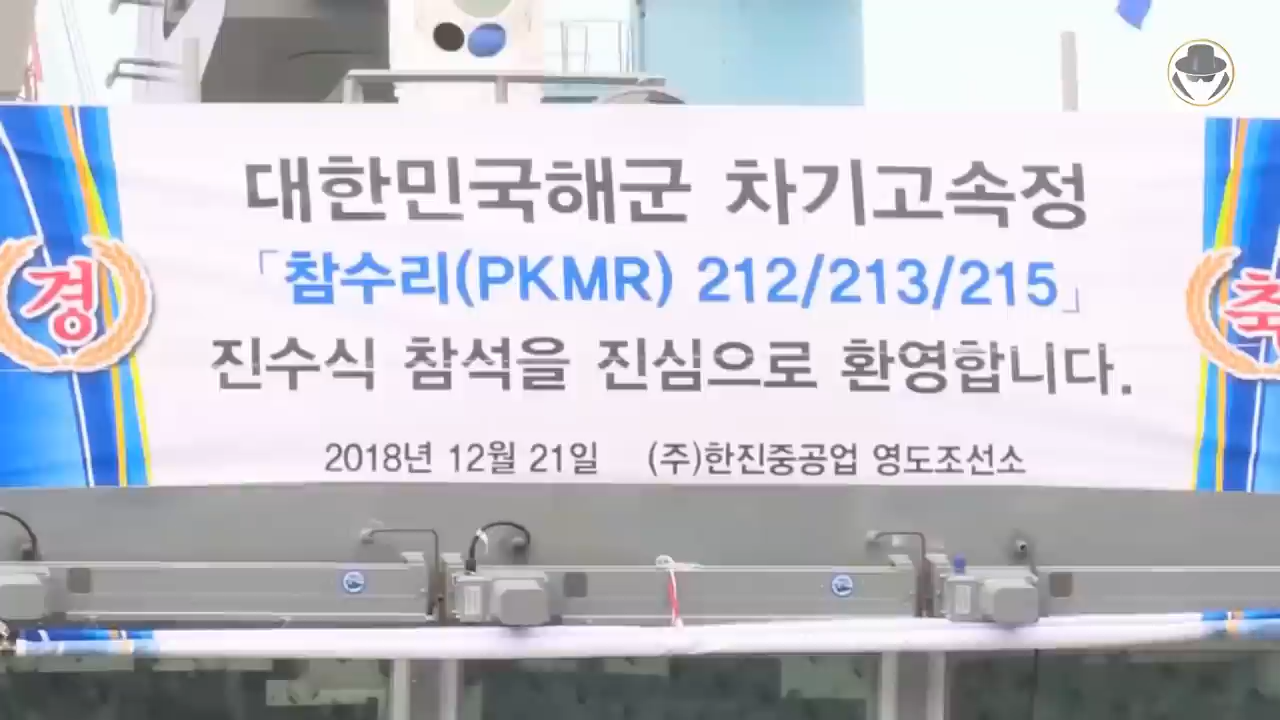 대한민국해군 차기고속정
「참수리(PKMR) 212/213/215」
진수식 참석을 진심으로 환영합니다.
2018년 12월 21일 (주)한진중공업 영도조선소
경
축